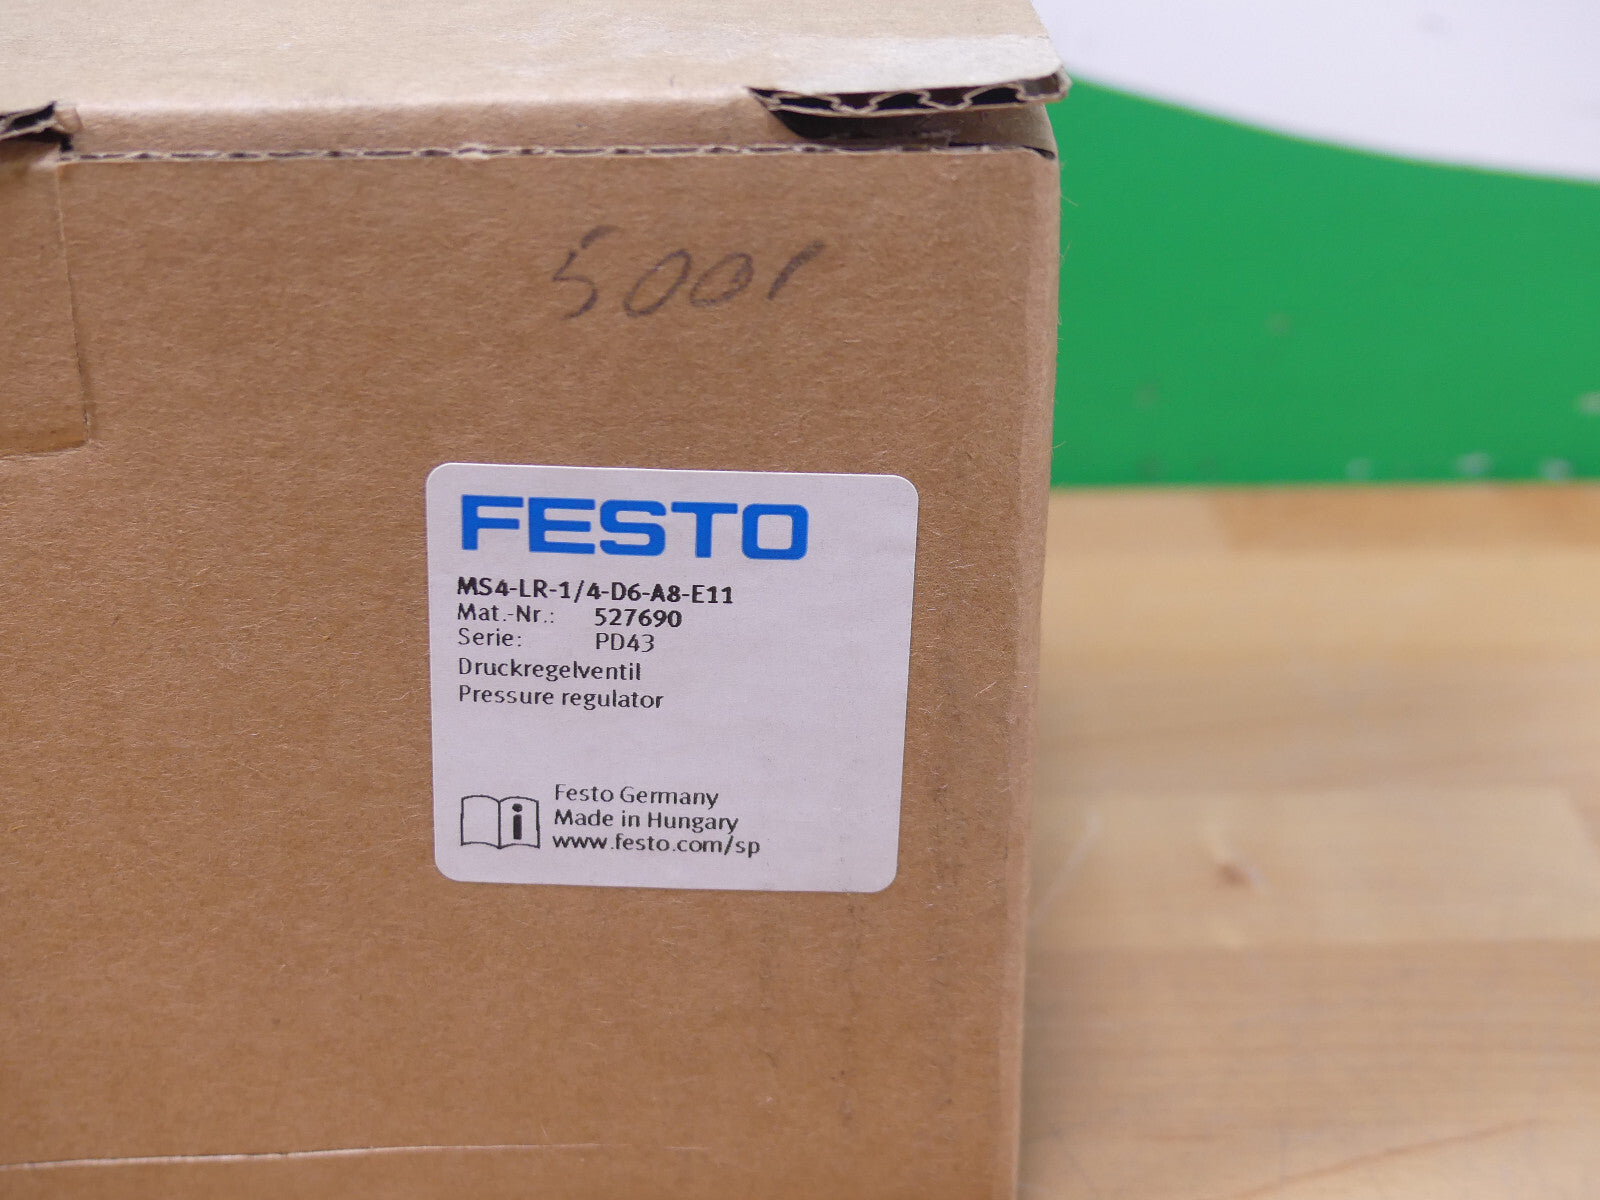 5001
FESTO
MS4-LR-1/4-D6-A8-E11
Mat.-Nr.: 527690
Serie: PD43
Druckregelventil
Pressure regulator
Festo Germany
Made in Hungary
www.festo.com/sp